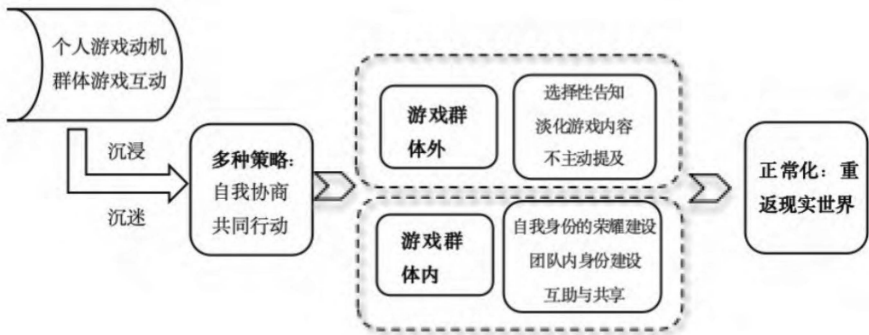 个人游戏动机
群体游戏互动
沉浸
沉迷
多种策略：
自我协商
共同行动
游戏群
体外
选择性告知
淡化游戏内容
不主动提及
游戏群
体内
自我身份的荣耀建设
团队内身份建设
互助与共享
正常化：重
返现实世界